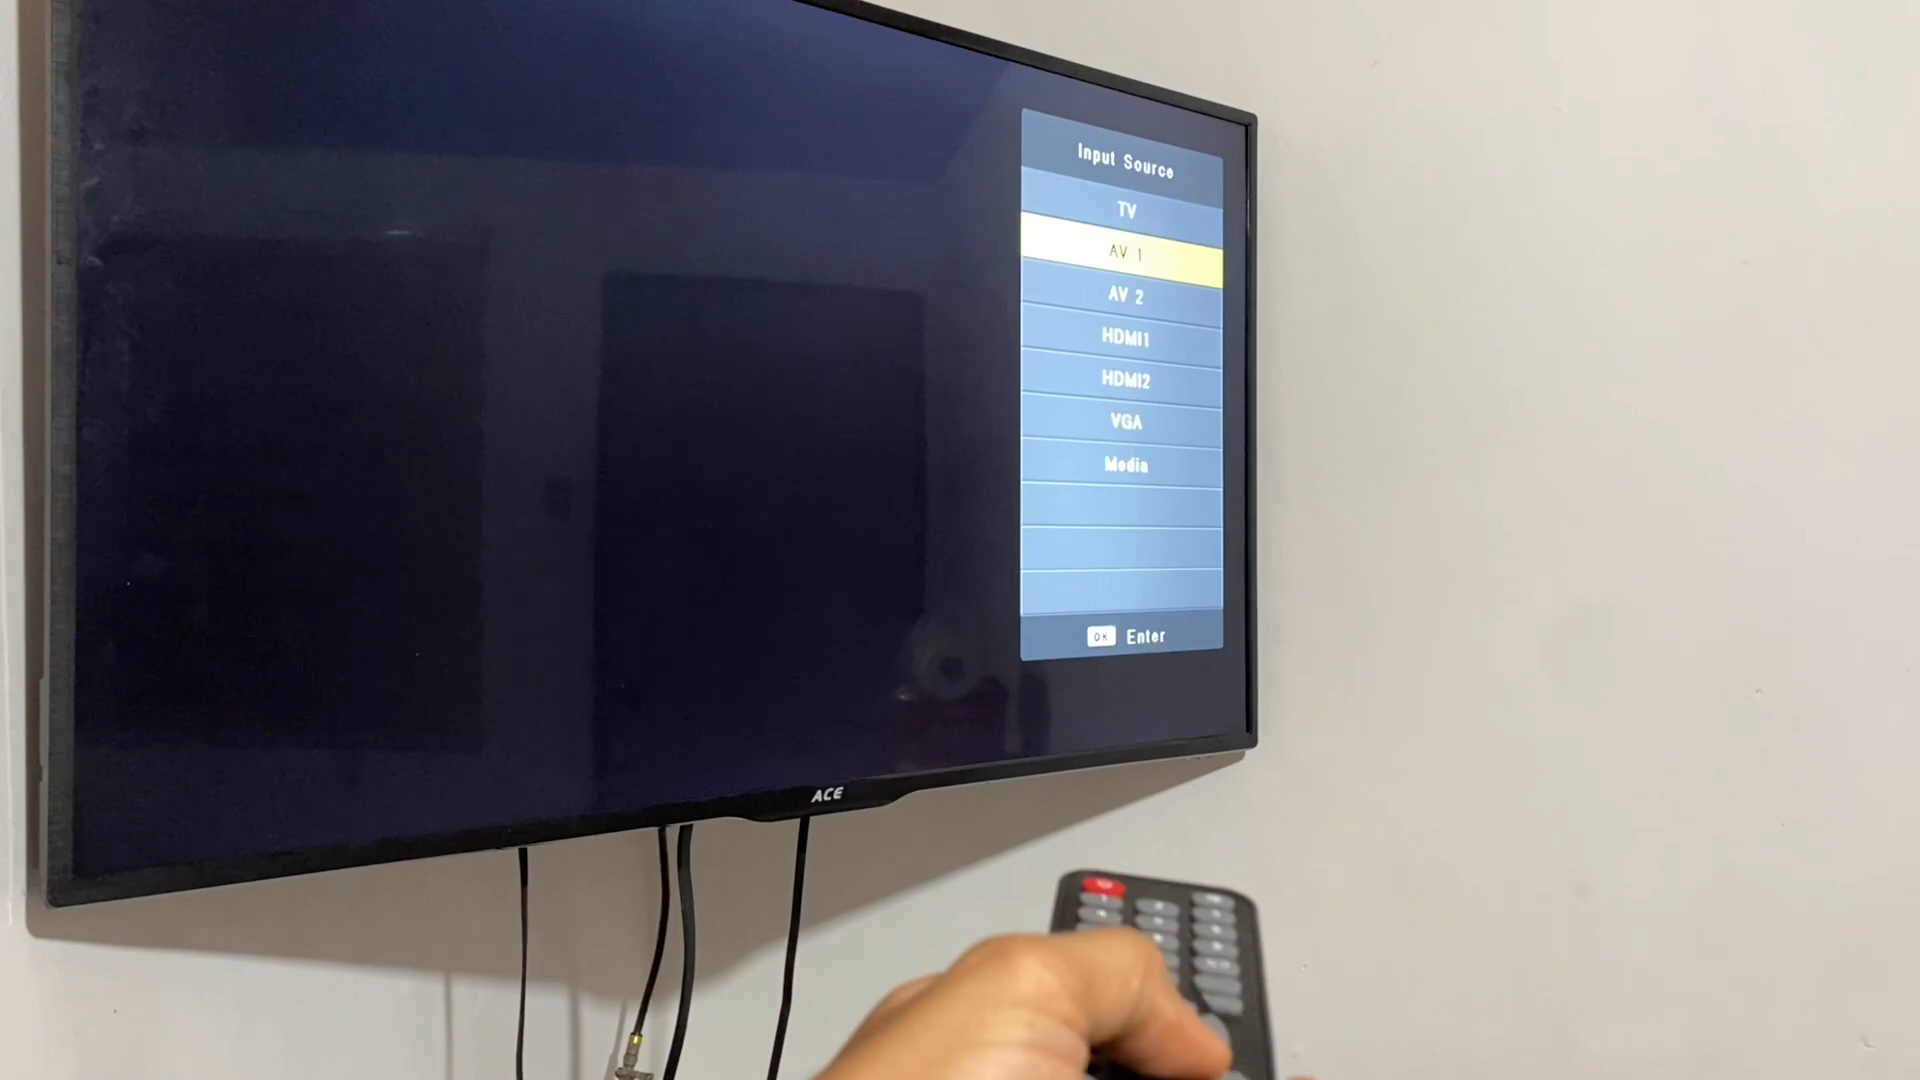 Input Source
TV
AV 1
AV 2
HDMI1
HDMI2
VGA
Media
OK Enter
ACE